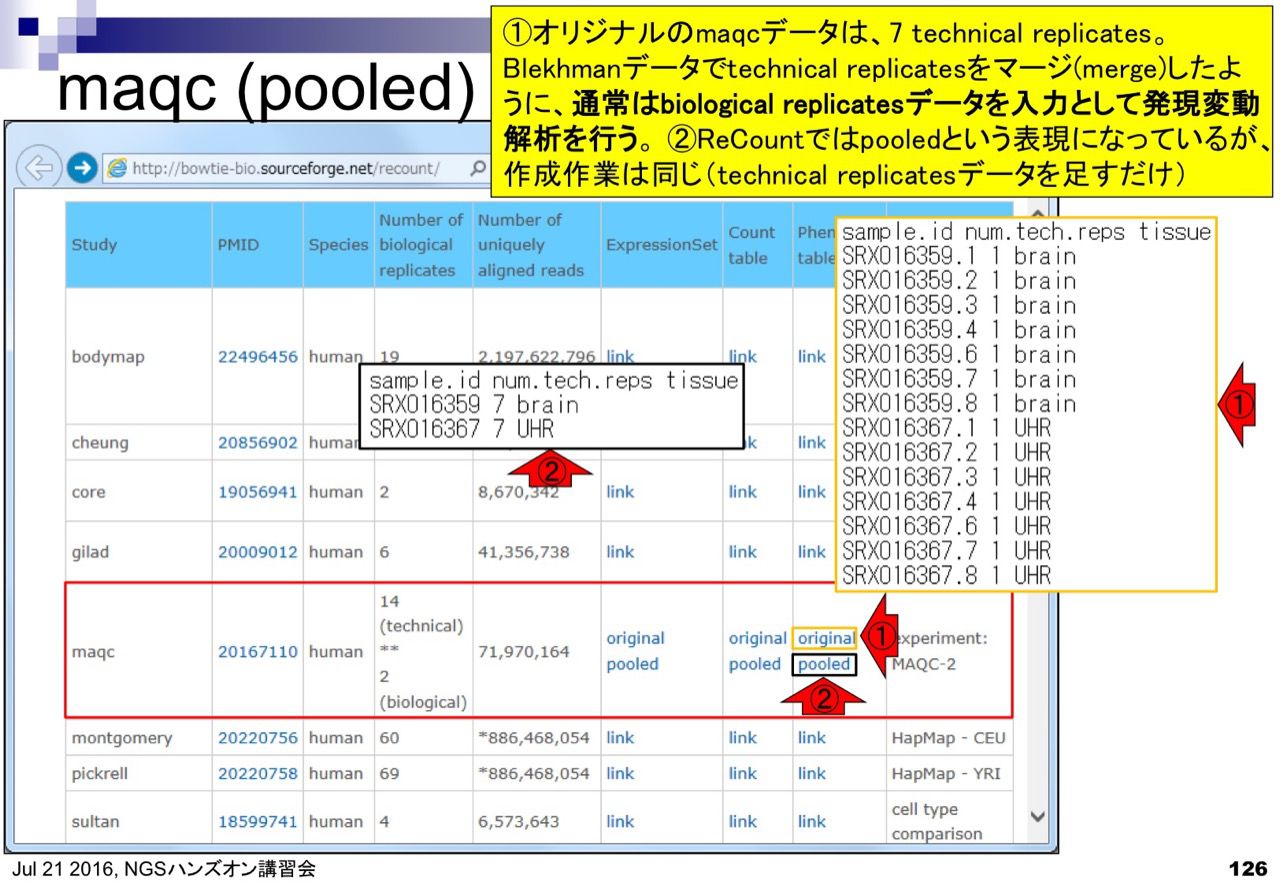 maqc (pooled)
①オリジナルのmaqcデータは、7 technical replicates。
Blekhmanデータでtechnical replicatesをマージ(merge)したよ
うに、通常はbiological replicatesデータを入力として発現変動
解析を行う。②ReCountではpooledという表現になっているが、
作成作業は同じ（technical replicatesデータを足すだけ）
http://bowtie-bio.sourceforge.net/recount/
Study PMID Species Number of biological replicates Number of uniquely aligned reads ExpressionSet Count table Phen table
bodymap 22496456 human 19 2,197,622,796 link link link
cheung 20856902 human link
core 19056941 human 2 8,670,342 link link link
gilad 20009012 human 6 41,356,738 link link link
maqc 20167110 human 14 (technical) ** 2 (biological) 71,970,164 original pooled original pooled original pooled experiment: MAQC-2
montgomery 20220756 human 60 *886,468,054 link link link HapMap - CEU
pickrell 20220758 human 69 *886,468,054 link link link HapMap - YRI
sultan 18599741 human 4 6,573,643 link link link cell type comparison
sample.id num.tech.reps tissue
SRX016359 7 brain
SRX016367 7 UHR
②
sample.id num.tech.reps tissue
SRX016359.1 1 brain
SRX016359.2 1 brain
SRX016359.3 1 brain
SRX016359.4 1 brain
SRX016359.6 1 brain
SRX016359.7 1 brain
SRX016359.8 1 brain
SRX016367.1 1 UHR
SRX016367.2 1 UHR
SRX016367.3 1 UHR
SRX016367.4 1 UHR
SRX016367.6 1 UHR
SRX016367.7 1 UHR
SRX016367.8 1 UHR
①
①
②
Jul 21 2016, NGSハンズオン講習会
126